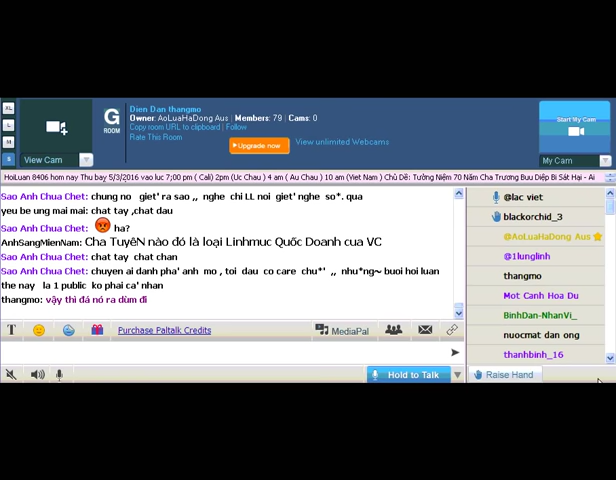 Dien Dan thangmo
Owner: AoLuaHaDong Aus | Members: 79 | Cams: 0
Copy room URL to clipboard | Follow
Rate This Room
Upgrade now
View unlimited Webcams
XL
L
M
S
View Cam
G
ROOM
Start My Cam
My Cam
HoiLuan 8406 hom nay Thu bay 5/3/2016 vao luc 7;00 pm ( Cali) 2pm (Uc Chau ) 4 am ( Au Chau ) 10 am (Viet Nam ) Chủ Dề: Tưởng Niệm 70 Năm Cha Trương Buu Diệp Bi Sát Hại - Ai
Sao Anh Chua Chet: chung no giet' ra sao ,, nghe chi LL noi giet' nghe so*. qua
yeu be ung mai mai: chat tay ,chat dau
Sao Anh Chua Chet: ha?
AnhSangMienNam: Cha TuyêN nào đó là loại Linhmục Quốc Doanh của VC
Sao Anh Chua Chet: chat tay chat chan
Sao Anh Chua Chet: chuyen ai danh pha' anh mo , toi dau co care chu*' ,, nhu*ng~ buoi hoi luan
the nay la 1 public ko phai ca' nhan
thangmo: vậy thì đá nó ra dùm đi
@lac viet
blackorchid_3
@AoLuaHaDong Aus
@1lunglinh
thangmo
Mot Canh Hoa Du
BinhDan-NhanVi_
nuocmat dan ong
thanhbinh_16
T
Purchase Paltalk Credits
MediaPal
Hold to Talk
Raise Hand